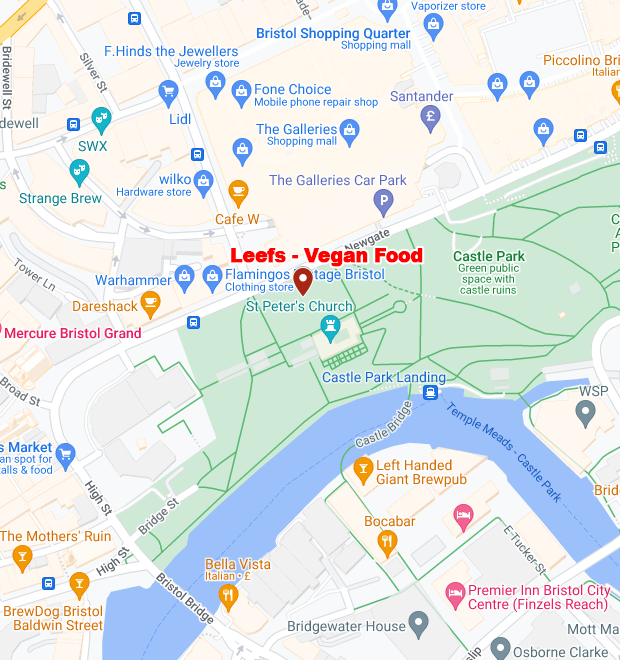 Vaporizer store
Bristol Shopping Quarter
Shopping mall
F.Hinds the Jewellers
Jewelry store
Silver St
Bridewell St
Piccolino Bri
Italian
Fone Choice
Mobile phone repair shop
Lidl
Santander
£
The Galleries
Shopping mall
dewell
SWX
wilko
Hardware store
Strange Brew
s
The Galleries Car Park
P
Cafe W
Newgate
Leefs - Vegan Food
Castle Park
Green public
space with
castle ruins
C
A
P
Tower Ln
Warhammer
Flamingos Vintage Bristol
Clothing store
Dareshack
St Peter's Church
Mercure Bristol Grand
Castle Park Landing
Broad St
WSP
Castle Bridge
Temple Meads - Castle Park
s Market
an spot for
alls & food
Left Handed
Giant Brewpub
High St
Bridge St
Brid
Bocabar
The Mothers' Ruin
High St
E-Tucker-St
Bella Vista
Italian • £
Bristol Bridge
Premier Inn Bristol City
Centre (Finzels Reach)
BrewDog Bristol
Baldwin Street
Bridgewater House
Mott Ma
slip
Osborne Clarke